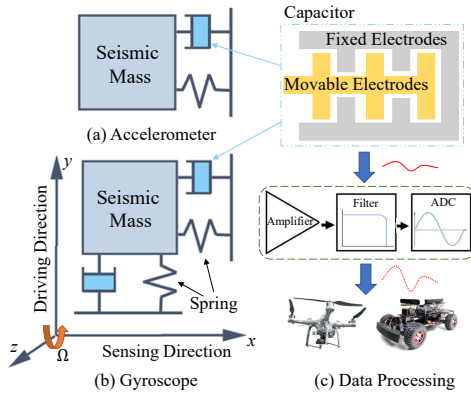 Capacitor
Seismic
Mass
Fixed Electrodes
Movable Electrodes
(a) Accelerometer
y
Seismic
Mass
Driving Direction
Spring
z
Ω
Sensing Direction
x
(b) Gyroscope
Amplifier
Filter
ADC
(c) Data Processing